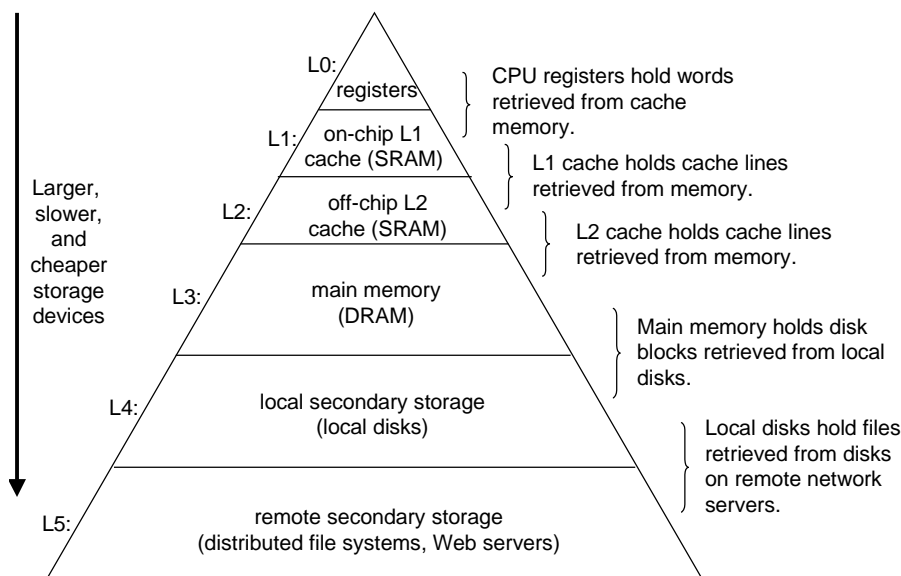 L0:
registers
CPU registers hold words
retrieved from cache
memory.
L1:
on-chip L1
cache (SRAM)
L1 cache holds cache lines
retrieved from memory.
Larger,
slower,
and
cheaper
storage
devices
L2:
off-chip L2
cache (SRAM)
L2 cache holds cache lines
retrieved from memory.
L3:
main memory
(DRAM)
Main memory holds disk
blocks retrieved from local
disks.
L4:
local secondary storage
(local disks)
Local disks hold files
retrieved from disks
on remote network
servers.
L5:
remote secondary storage
(distributed file systems, Web servers)